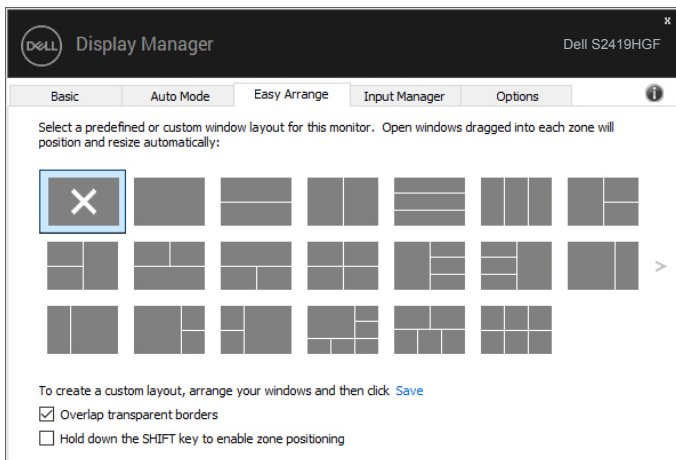 x
DELL Display Manager Dell S2419HGF
Basic Auto Mode Easy Arrange Input Manager Options
Select a predefined or custom window layout for this monitor. Open windows dragged into each zone will
position and resize automatically:
To create a custom layout, arrange your windows and then click Save
Overlap transparent borders
Hold down the SHIFT key to enable zone positioning